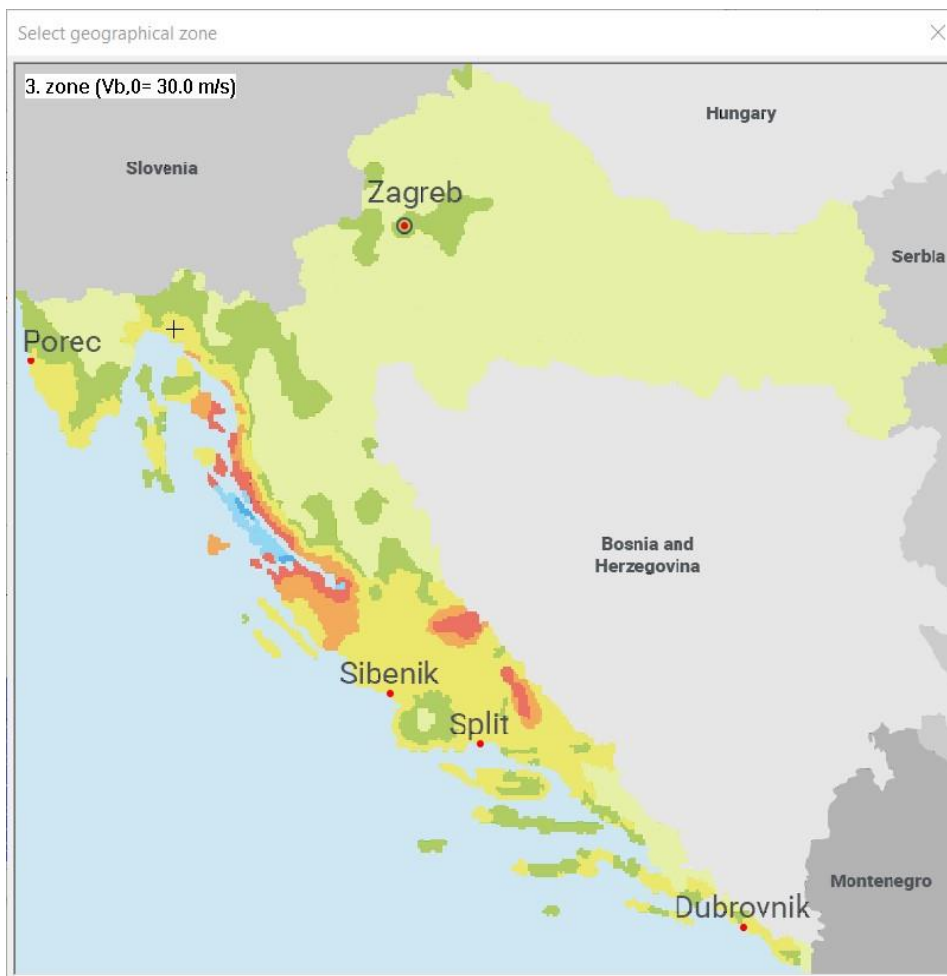 Select geographical zone
3. zone (Vb,0= 30.0 m/s)
Hungary
Slovenia
Zagreb
Serbia
Porec
Bosnia and
Herzegovina
Sibenik
Split
Montenegro
Dubrovnik